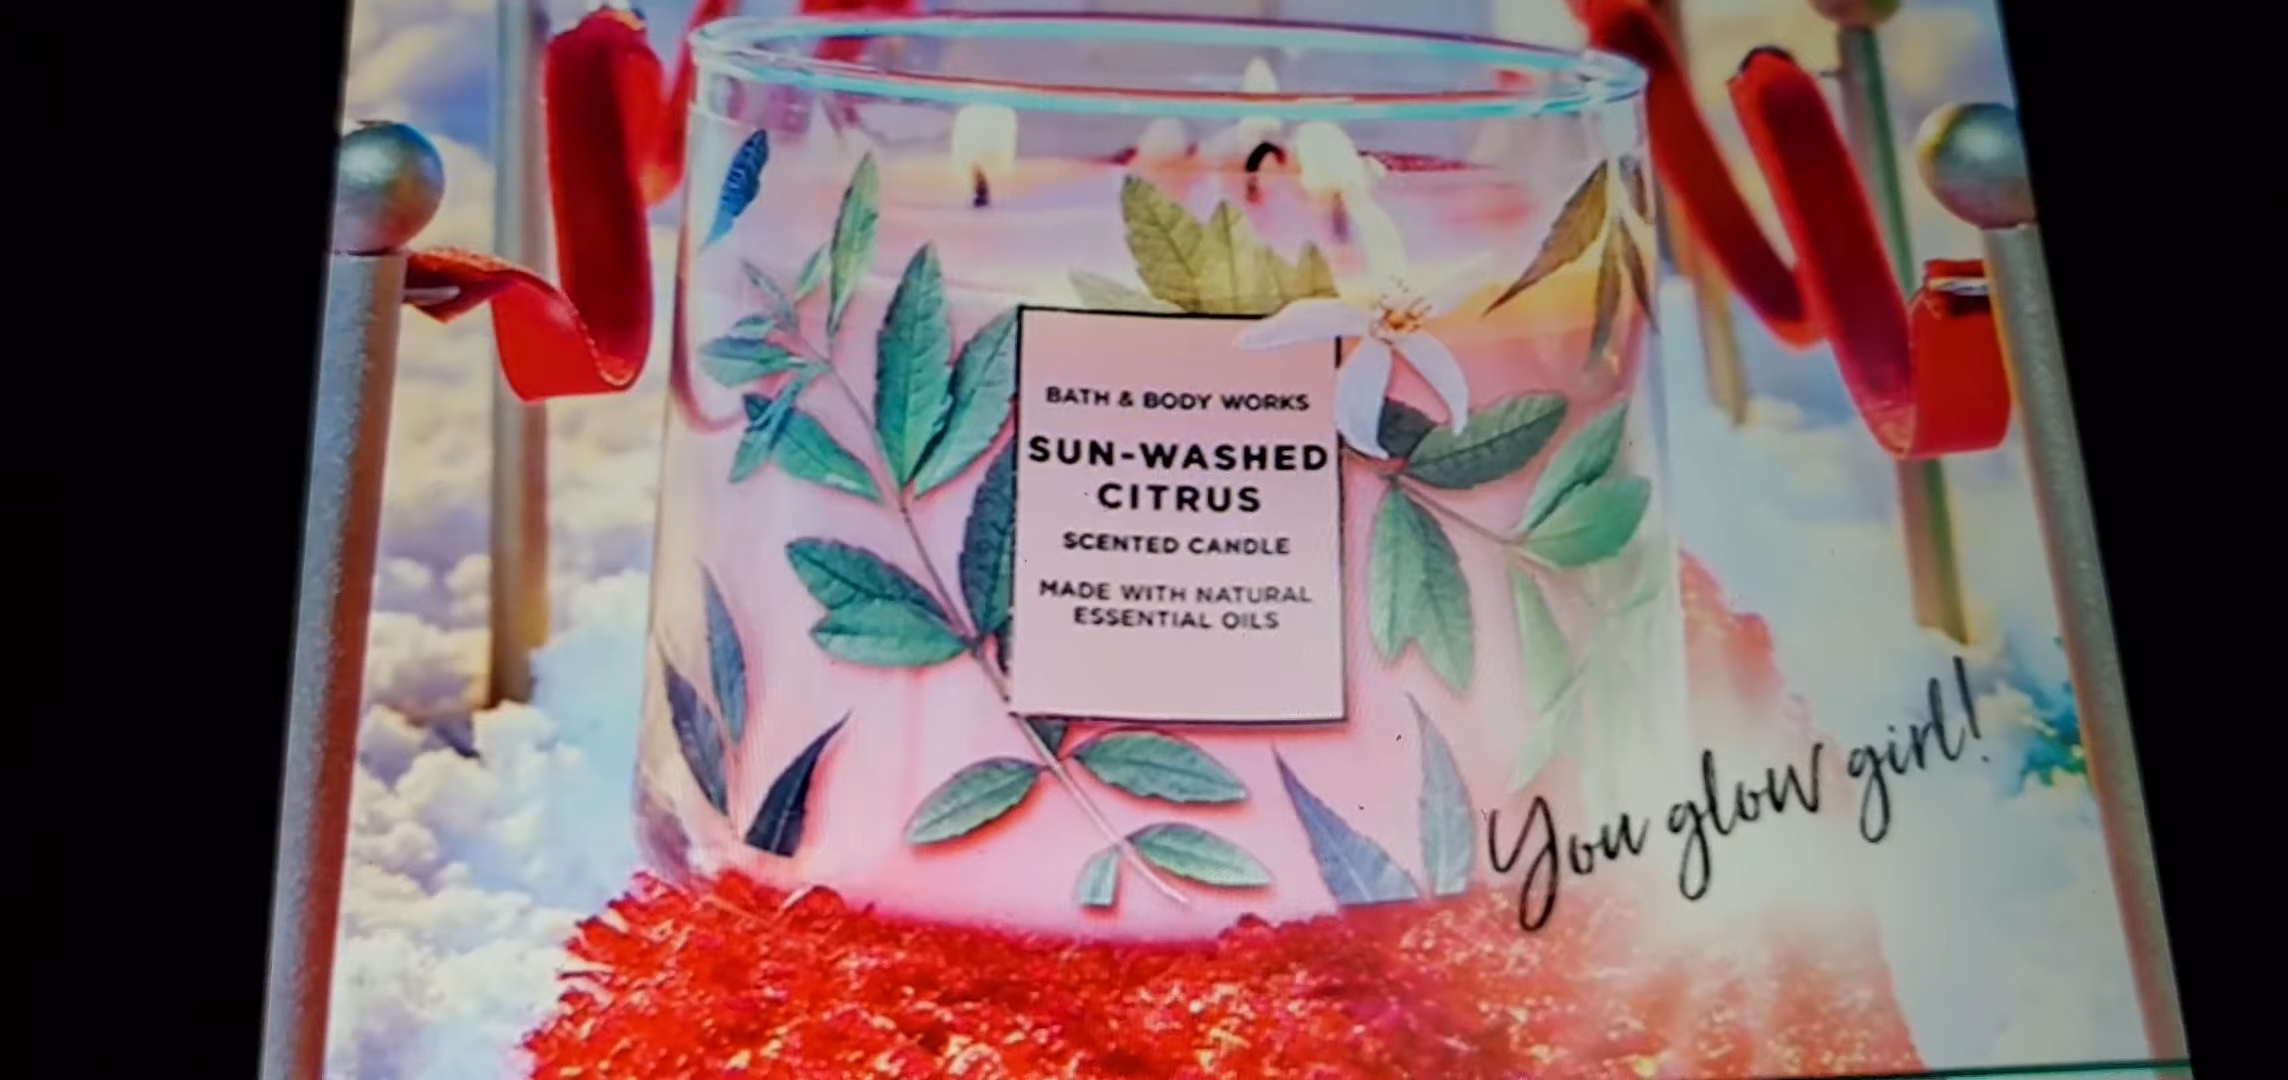 BATH & BODY WORKS
SUN-WASHED
CITRUS
SCENTED CANDLE
MADE WITH NATURAL
ESSENTIAL OILS
You glow girl!